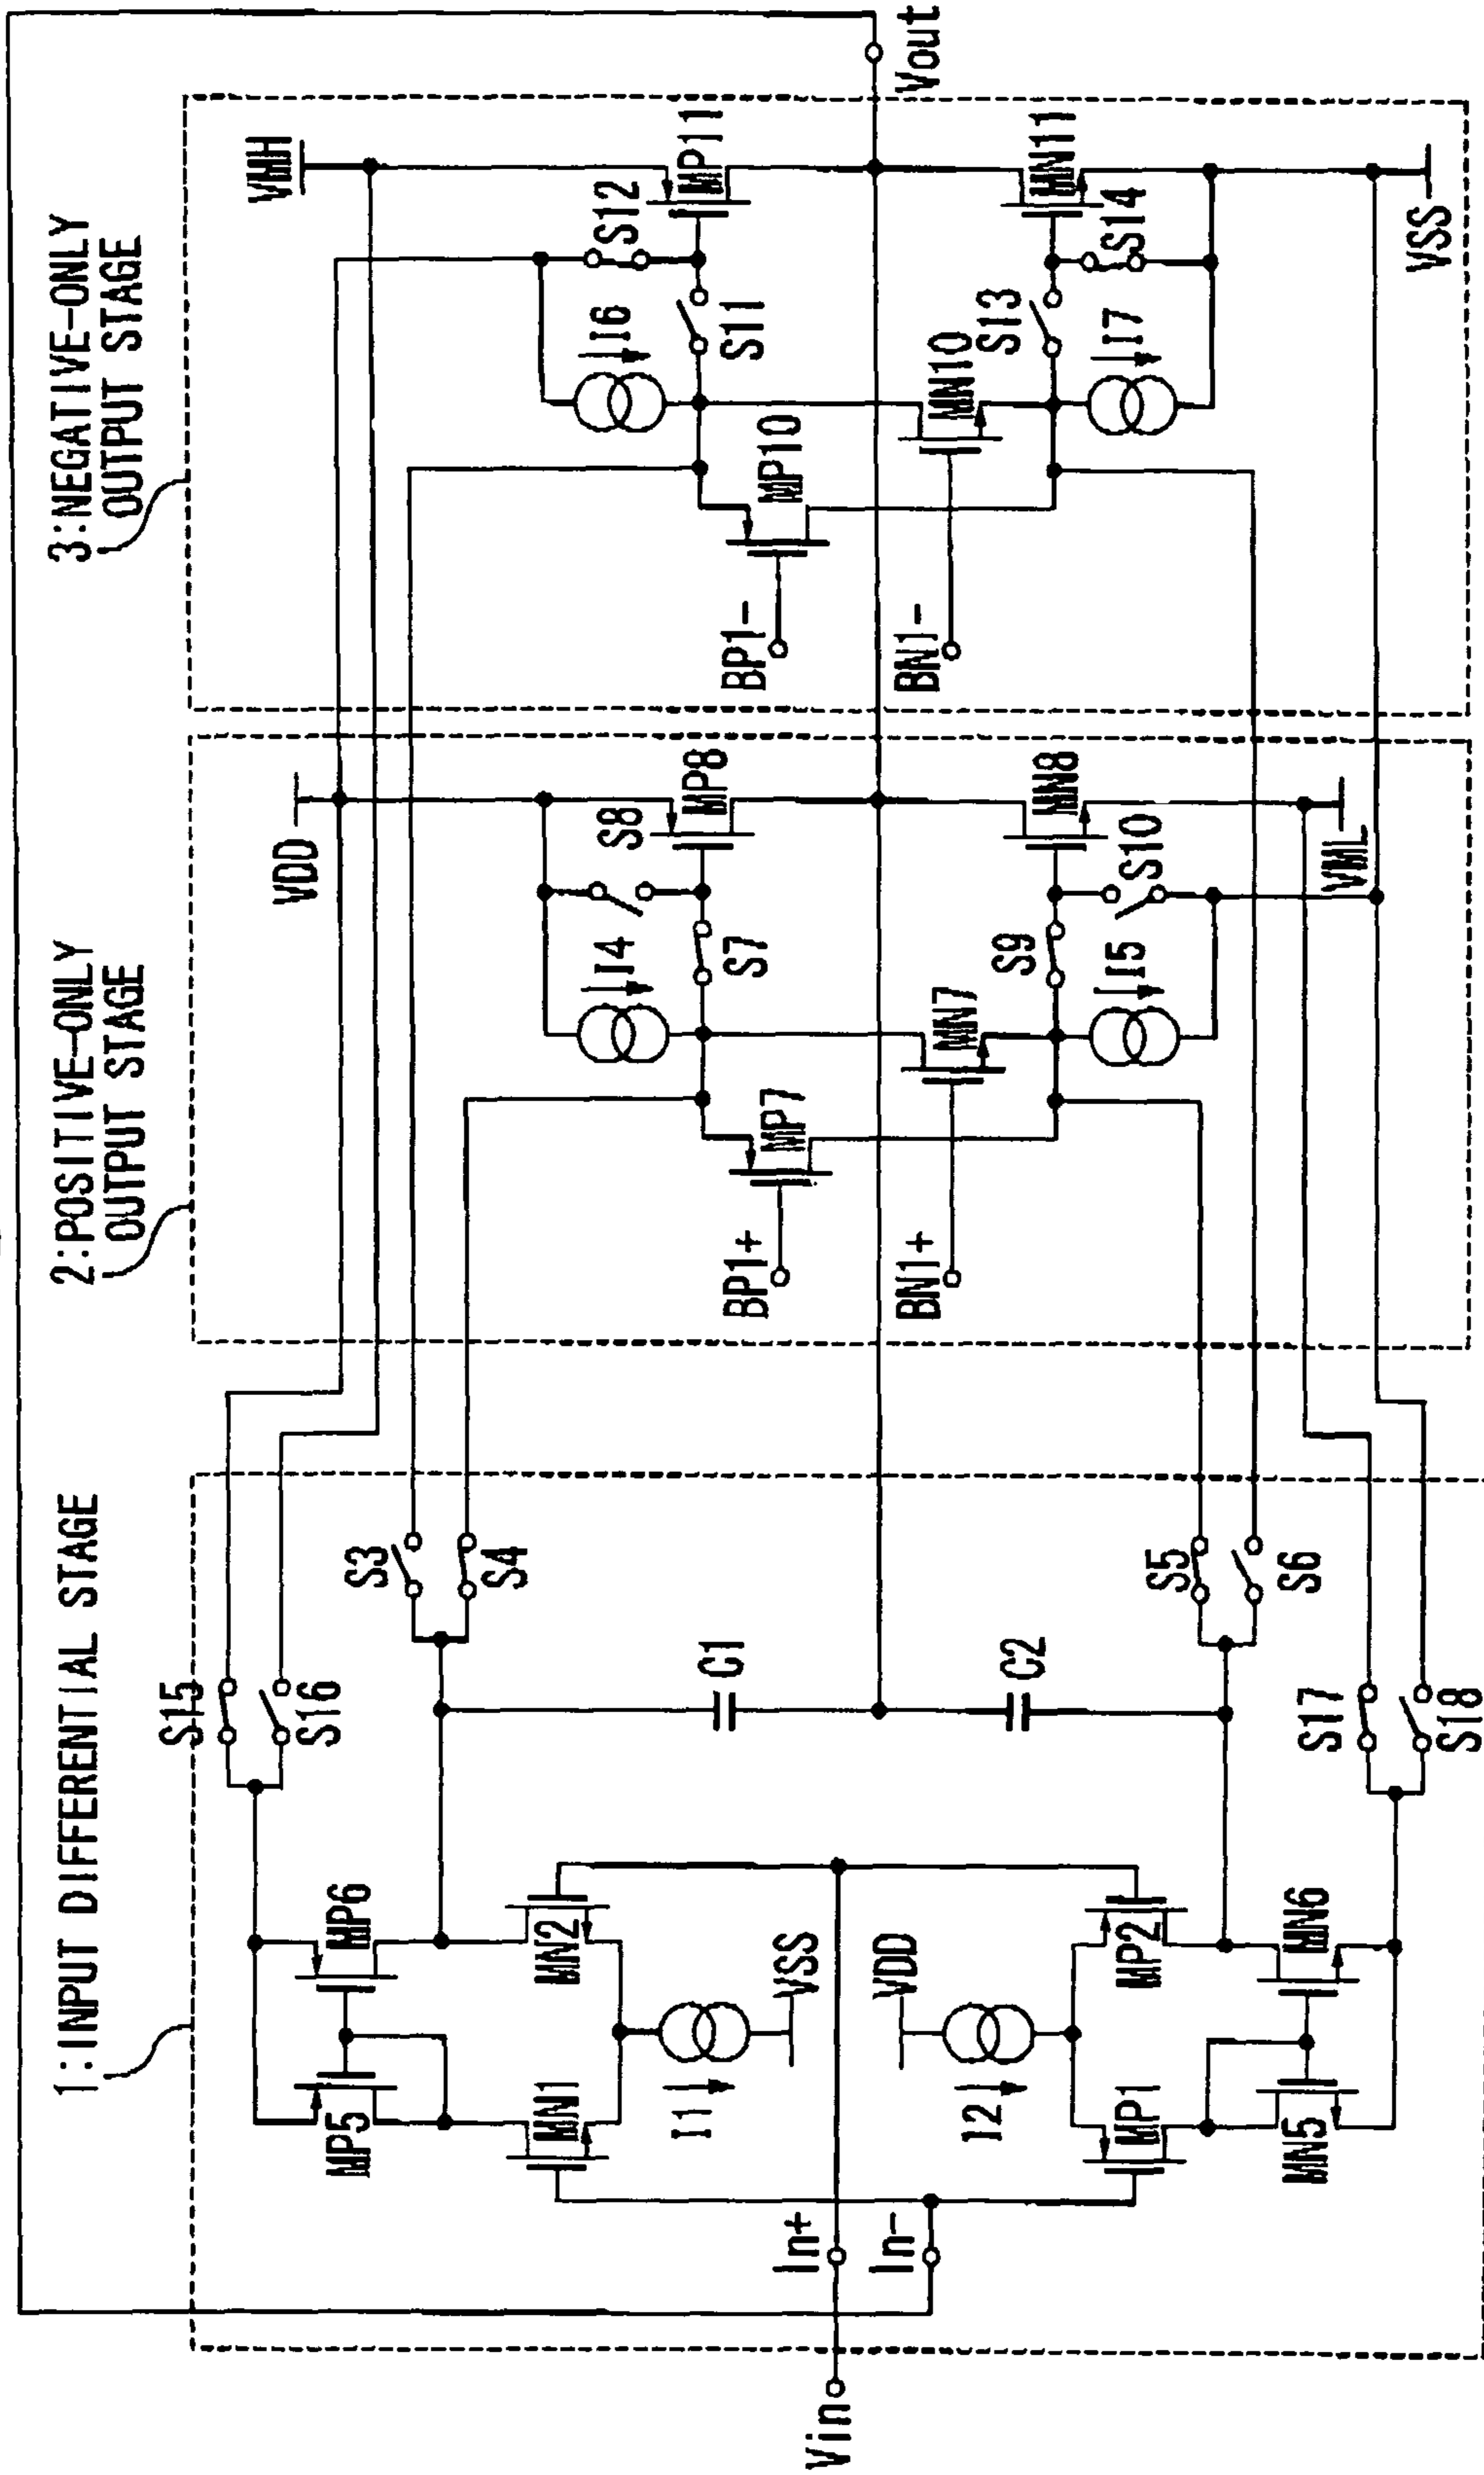 1:INPUT DIFFERENTIAL STAGE
2:POSITIVE-ONLY
OUTPUT STAGE
3:NEGATIVE-ONLY
OUTPUT STAGE
Vin
In+
In-
MP5
MP6
MN1
MN2
I1
VSS
VDD
I2
MP1
MP2
MN5
MN6
S15
S16
S3
S4
C1
C2
S5
S6
S17
S18
VDD
BP1+
BN1+
MP7
MN7
I4
S7
S8
MP8
I5
S9
S10
MN8
VML
VMH
BP1-
BN1-
MP10
MN10
I6
S11
S12
MP11
I7
S13
S14
MN11
VSS
Vout